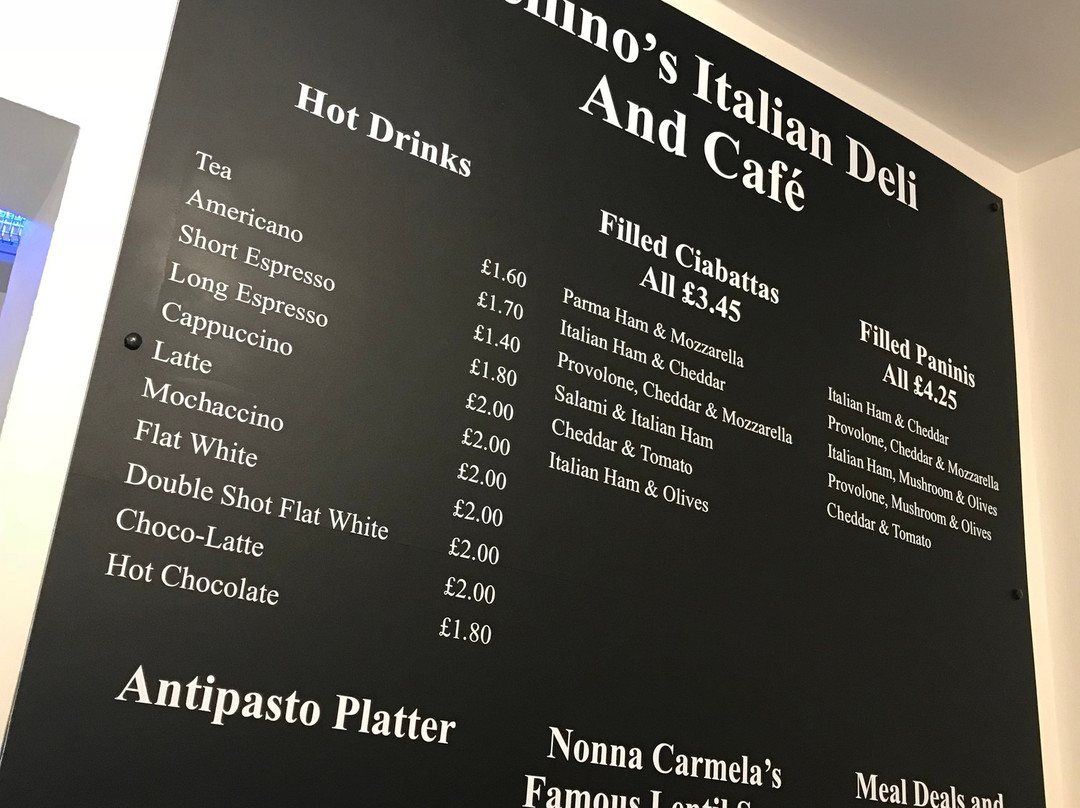 Italian Deli
And Café
Hot Drinks
Tea £1.60
Americano £1.70
Short Espresso £1.40
Long Espresso £1.80
Cappuccino £2.00
Latte £2.00
Mochaccino £2.00
Flat White £2.00
Double Shot Flat White £2.00
Choco-Latte £2.00
Hot Chocolate £1.80
Filled Ciabattas
All £3.45
Parma Ham & Mozzarella
Italian Ham & Cheddar
Provolone, Cheddar & Mozzarella
Salami & Italian Ham
Cheddar & Tomato
Italian Ham & Olives
Filled Paninis
All £4.25
Italian Ham & Cheddar
Provolone, Cheddar & Mozzarella
Italian Ham, Mushroom & Olives
Provolone, Mushroom & Olives
Cheddar & Tomato
Antipasto Platter
Nonna Carmela's
Famous Lentil
Meal Deals and